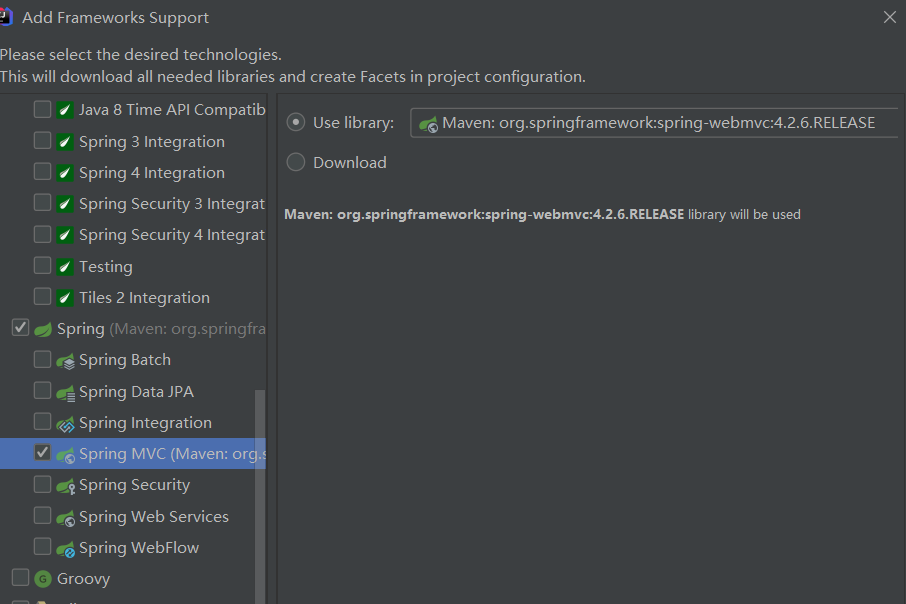 Add Frameworks Support
Please select the desired technologies.
This will download all needed libraries and create Facets in project configuration.
Java 8 Time API Compatib
Spring 3 Integration
Spring 4 Integration
Spring Security 3 Integrat
Spring Security 4 Integrat
Testing
Tiles 2 Integration
Spring (Maven: org.springfra
Spring Batch
Spring Data JPA
Spring Integration
Spring MVC (Maven: org.s
Spring Security
Spring Web Services
Spring WebFlow
G Groovy
Use library: Maven: org.springframework:spring-webmvc:4.2.6.RELEASE
Download
Maven: org.springframework:spring-webmvc:4.2.6.RELEASE library will be used